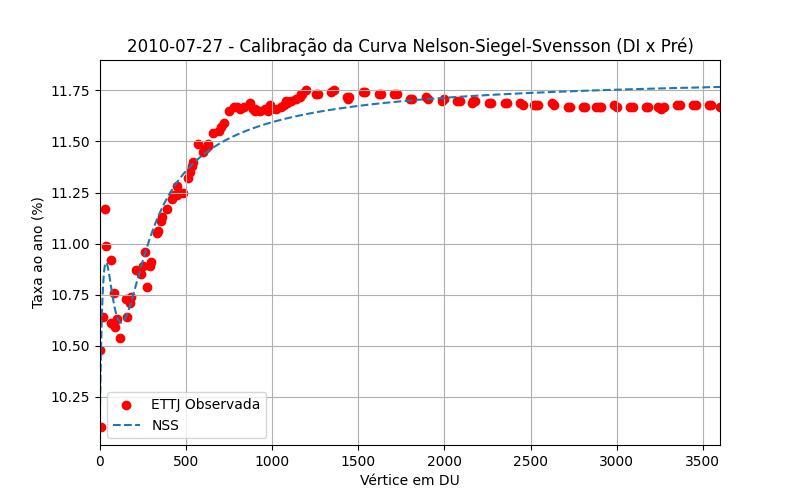 2010-07-27 - Calibração da Curva Nelson-Siegel-Svensson (DI x Pré)
Taxa ao ano (%)
11.75
11.50
11.25
11.00
10.75
10.50
10.25
ETTJ Observada
NSS
0 500 1000 1500 2000 2500 3000 3500
Vértice em DU